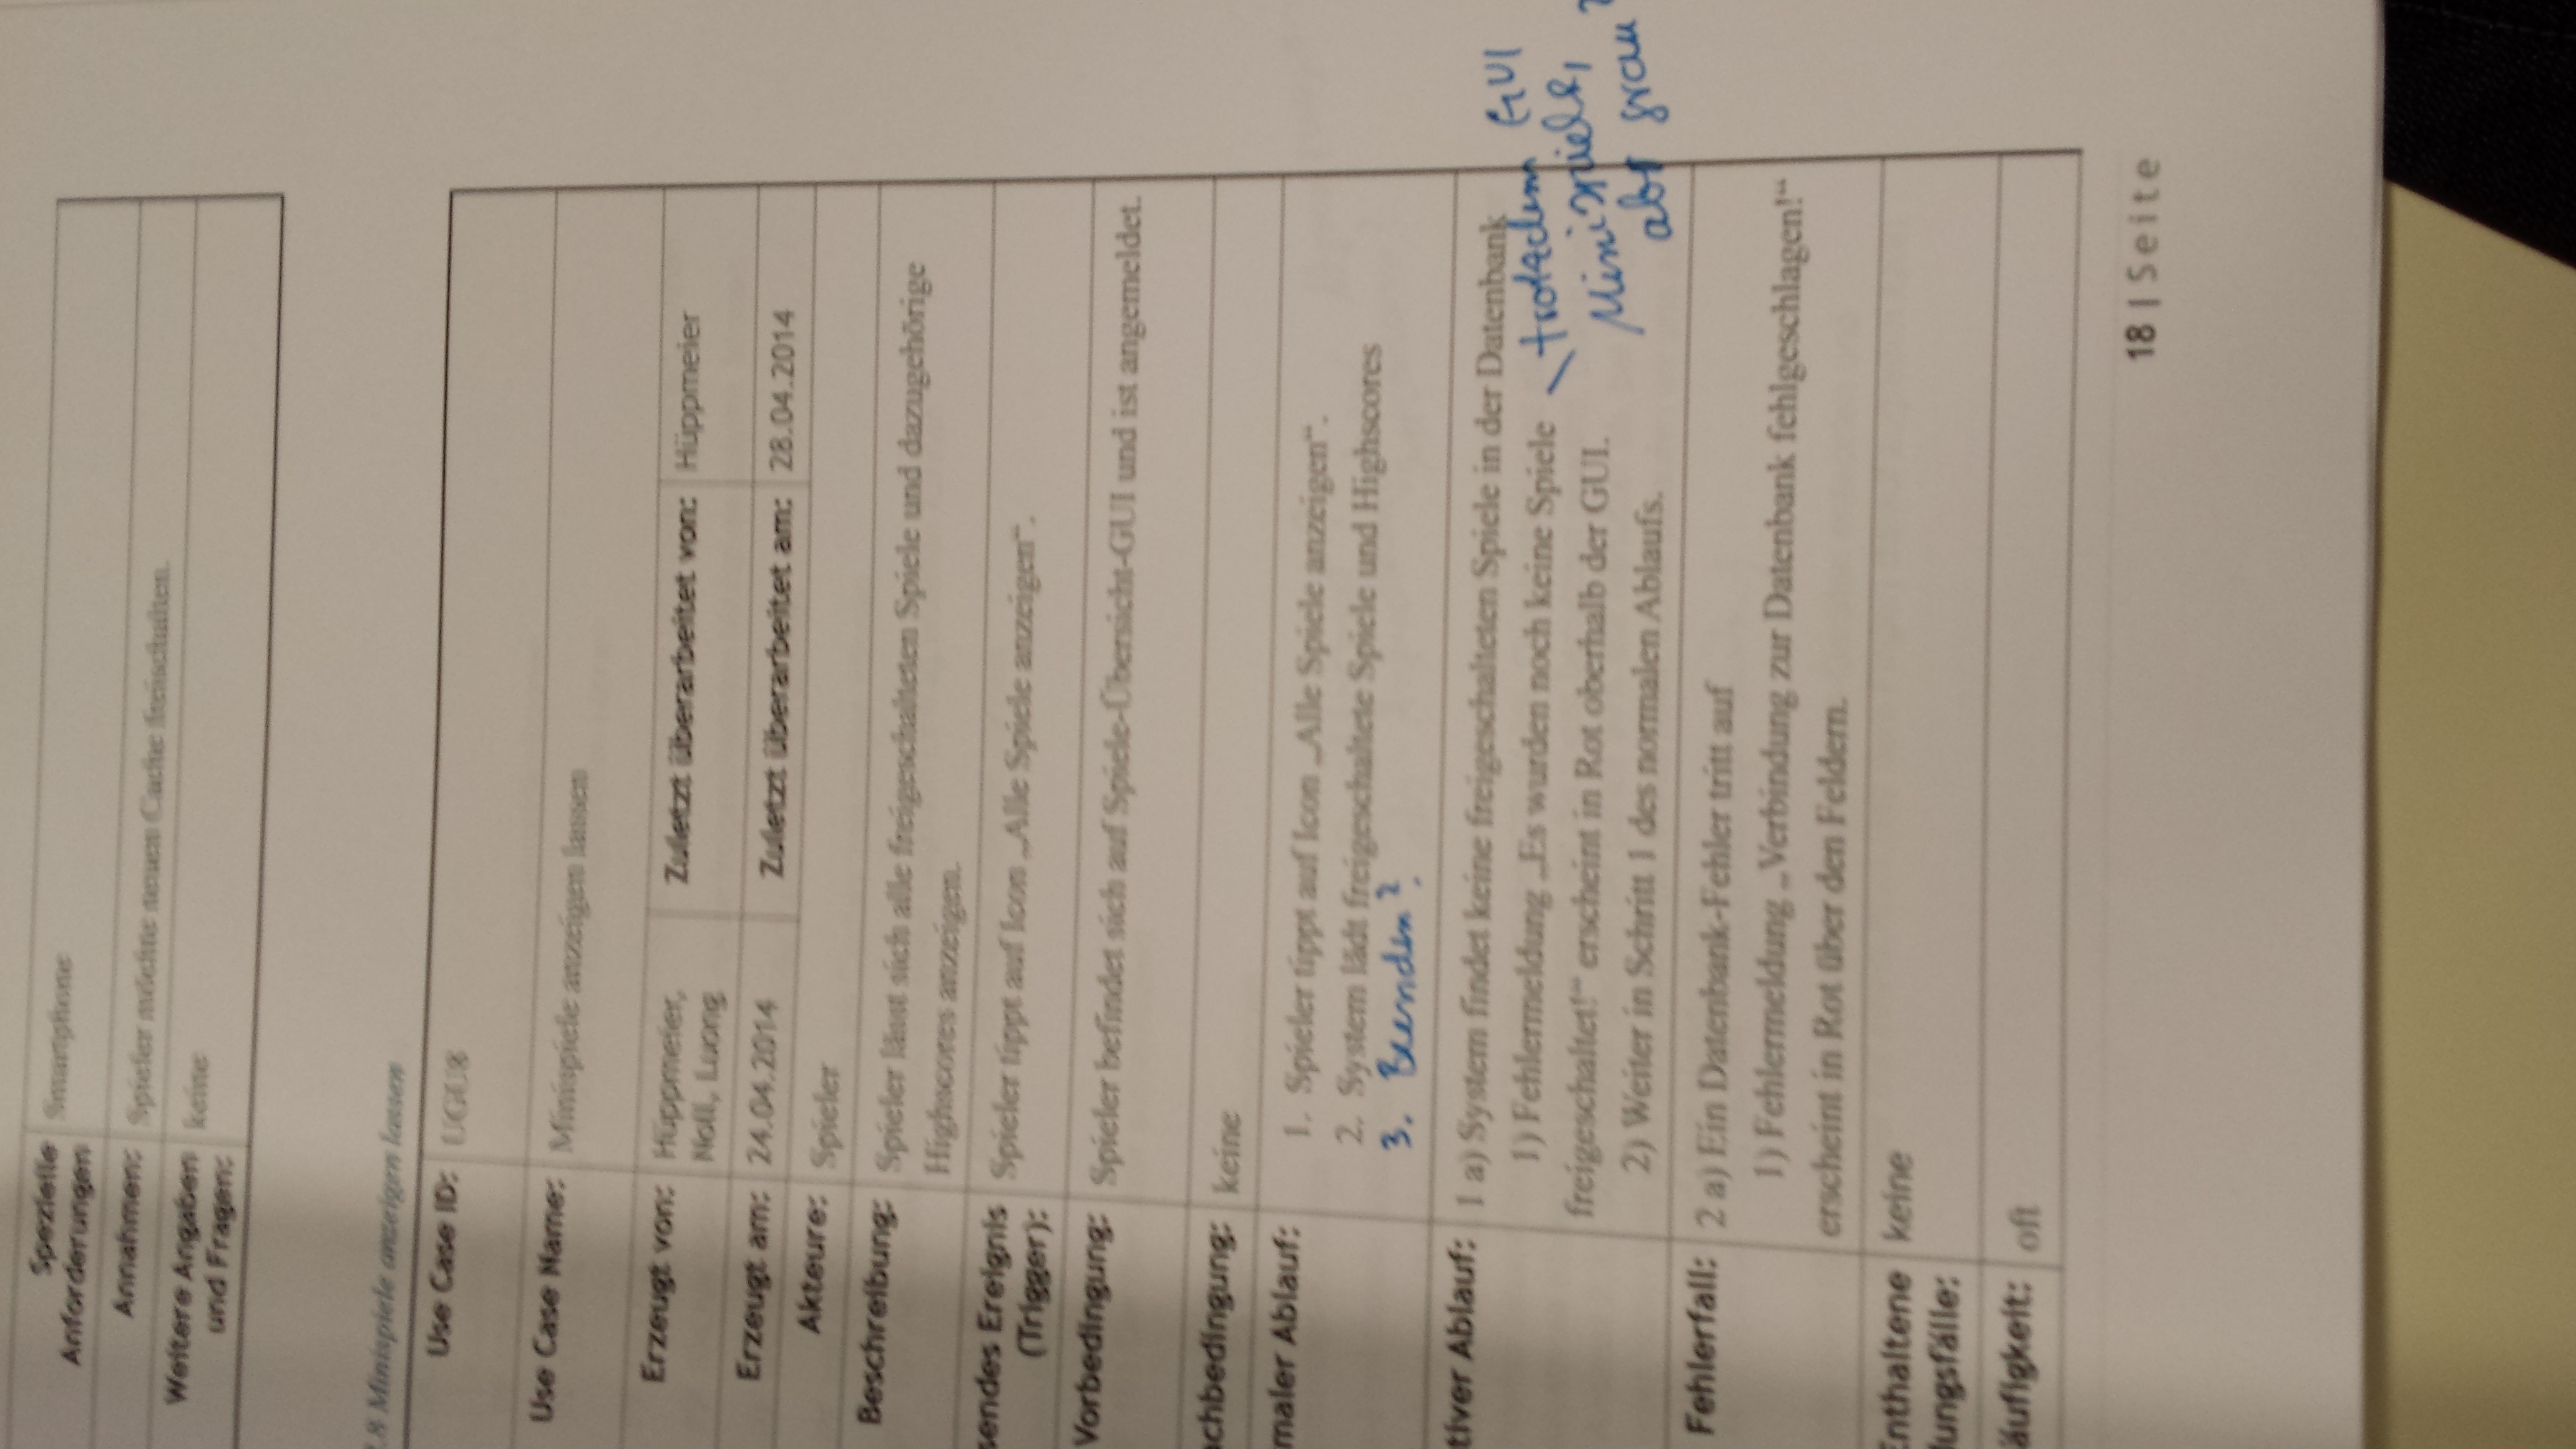 Spezielle Anforderungen Smartphone
Annahmen: Spieler möchte neuen Cache freischalten.
Weitere Angaben und Fragen: keine
.8 Minispiele anzeigen lassen
Use Case ID: UGU8
Use Case Name: Minispiele anzeigen lassen
Erzeugt von: Hüppmeier, Zuletzt überarbeitet von: Hüppmeier
Noll, Luong
Erzeugt am: 24.04.2014 Zuletzt überarbeitet am: 28.04.2014
Akteure: Spieler
Beschreibung: Spieler lässt sich alle freigeschalteten Spiele und dazugehörige
Highscores anzeigen.
sendes Ereignis Spieler tippt auf Icon „Alle Spiele anzeigen“.
(Trigger):
Vorbedingung: Spieler befindet sich auf Spiele-Übersicht-GUI und ist angemeldet.
chbedingung: keine
maler Ablauf: 1. Spieler tippt auf Icon „Alle Spiele anzeigen“.
2. System lädt freigeschaltete Spiele und Highscores
3. Beenden?
tiver Ablauf: 1 a) System findet keine freigeschalteten Spiele in der Datenbank
1) Fehlermeldung „Es wurden noch keine Spiele
freigeschaltet!“ erscheint in Rot oberhalb der GUI.
2) Weiter in Schritt 1 des normalen Ablaufs.
trotzdem GUI
Minispiele,
aber grau?
Fehlerfall: 2 a) Ein Datenbank-Fehler tritt auf
1) Fehlermeldung „Verbindung zur Datenbank fehlgeschlagen!“
erscheint in Rot über den Feldern.
Enthaltene keine
lungsfälle:
äufigkeit: oft
18 | Seite